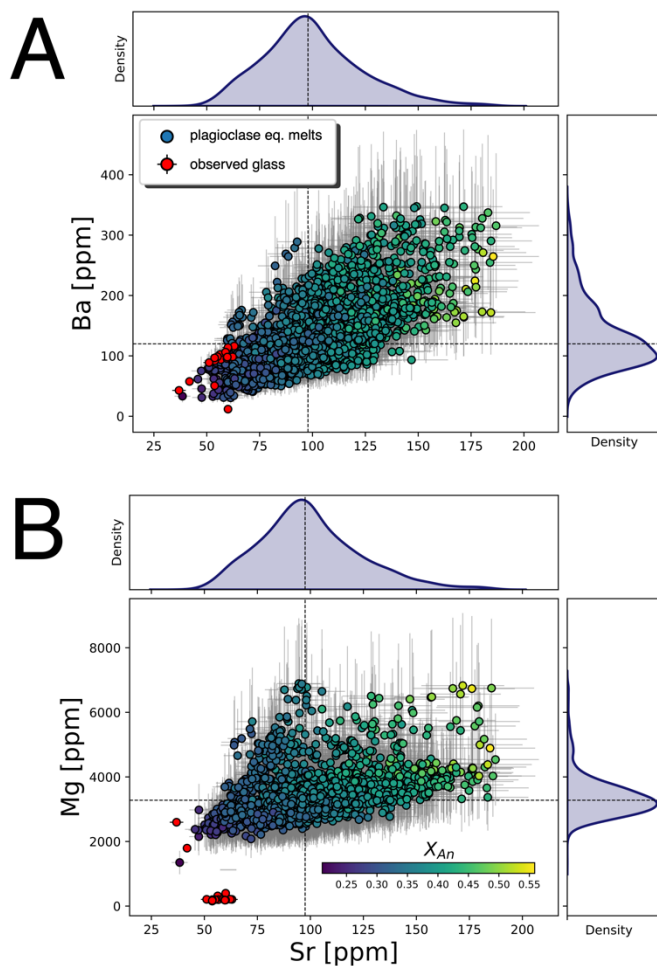 A
Density
plagioclase eq. melts
observed glass
400
300
200
100
0
Ba [ppm]
25 50 75 100 125 150 175 200
Density
B
Density
8000
6000
4000
2000
0
Mg [ppm]
X_An
0.25 0.30 0.35 0.40 0.45 0.50 0.55
25 50 75 100 125 150 175 200
Sr [ppm]
Density